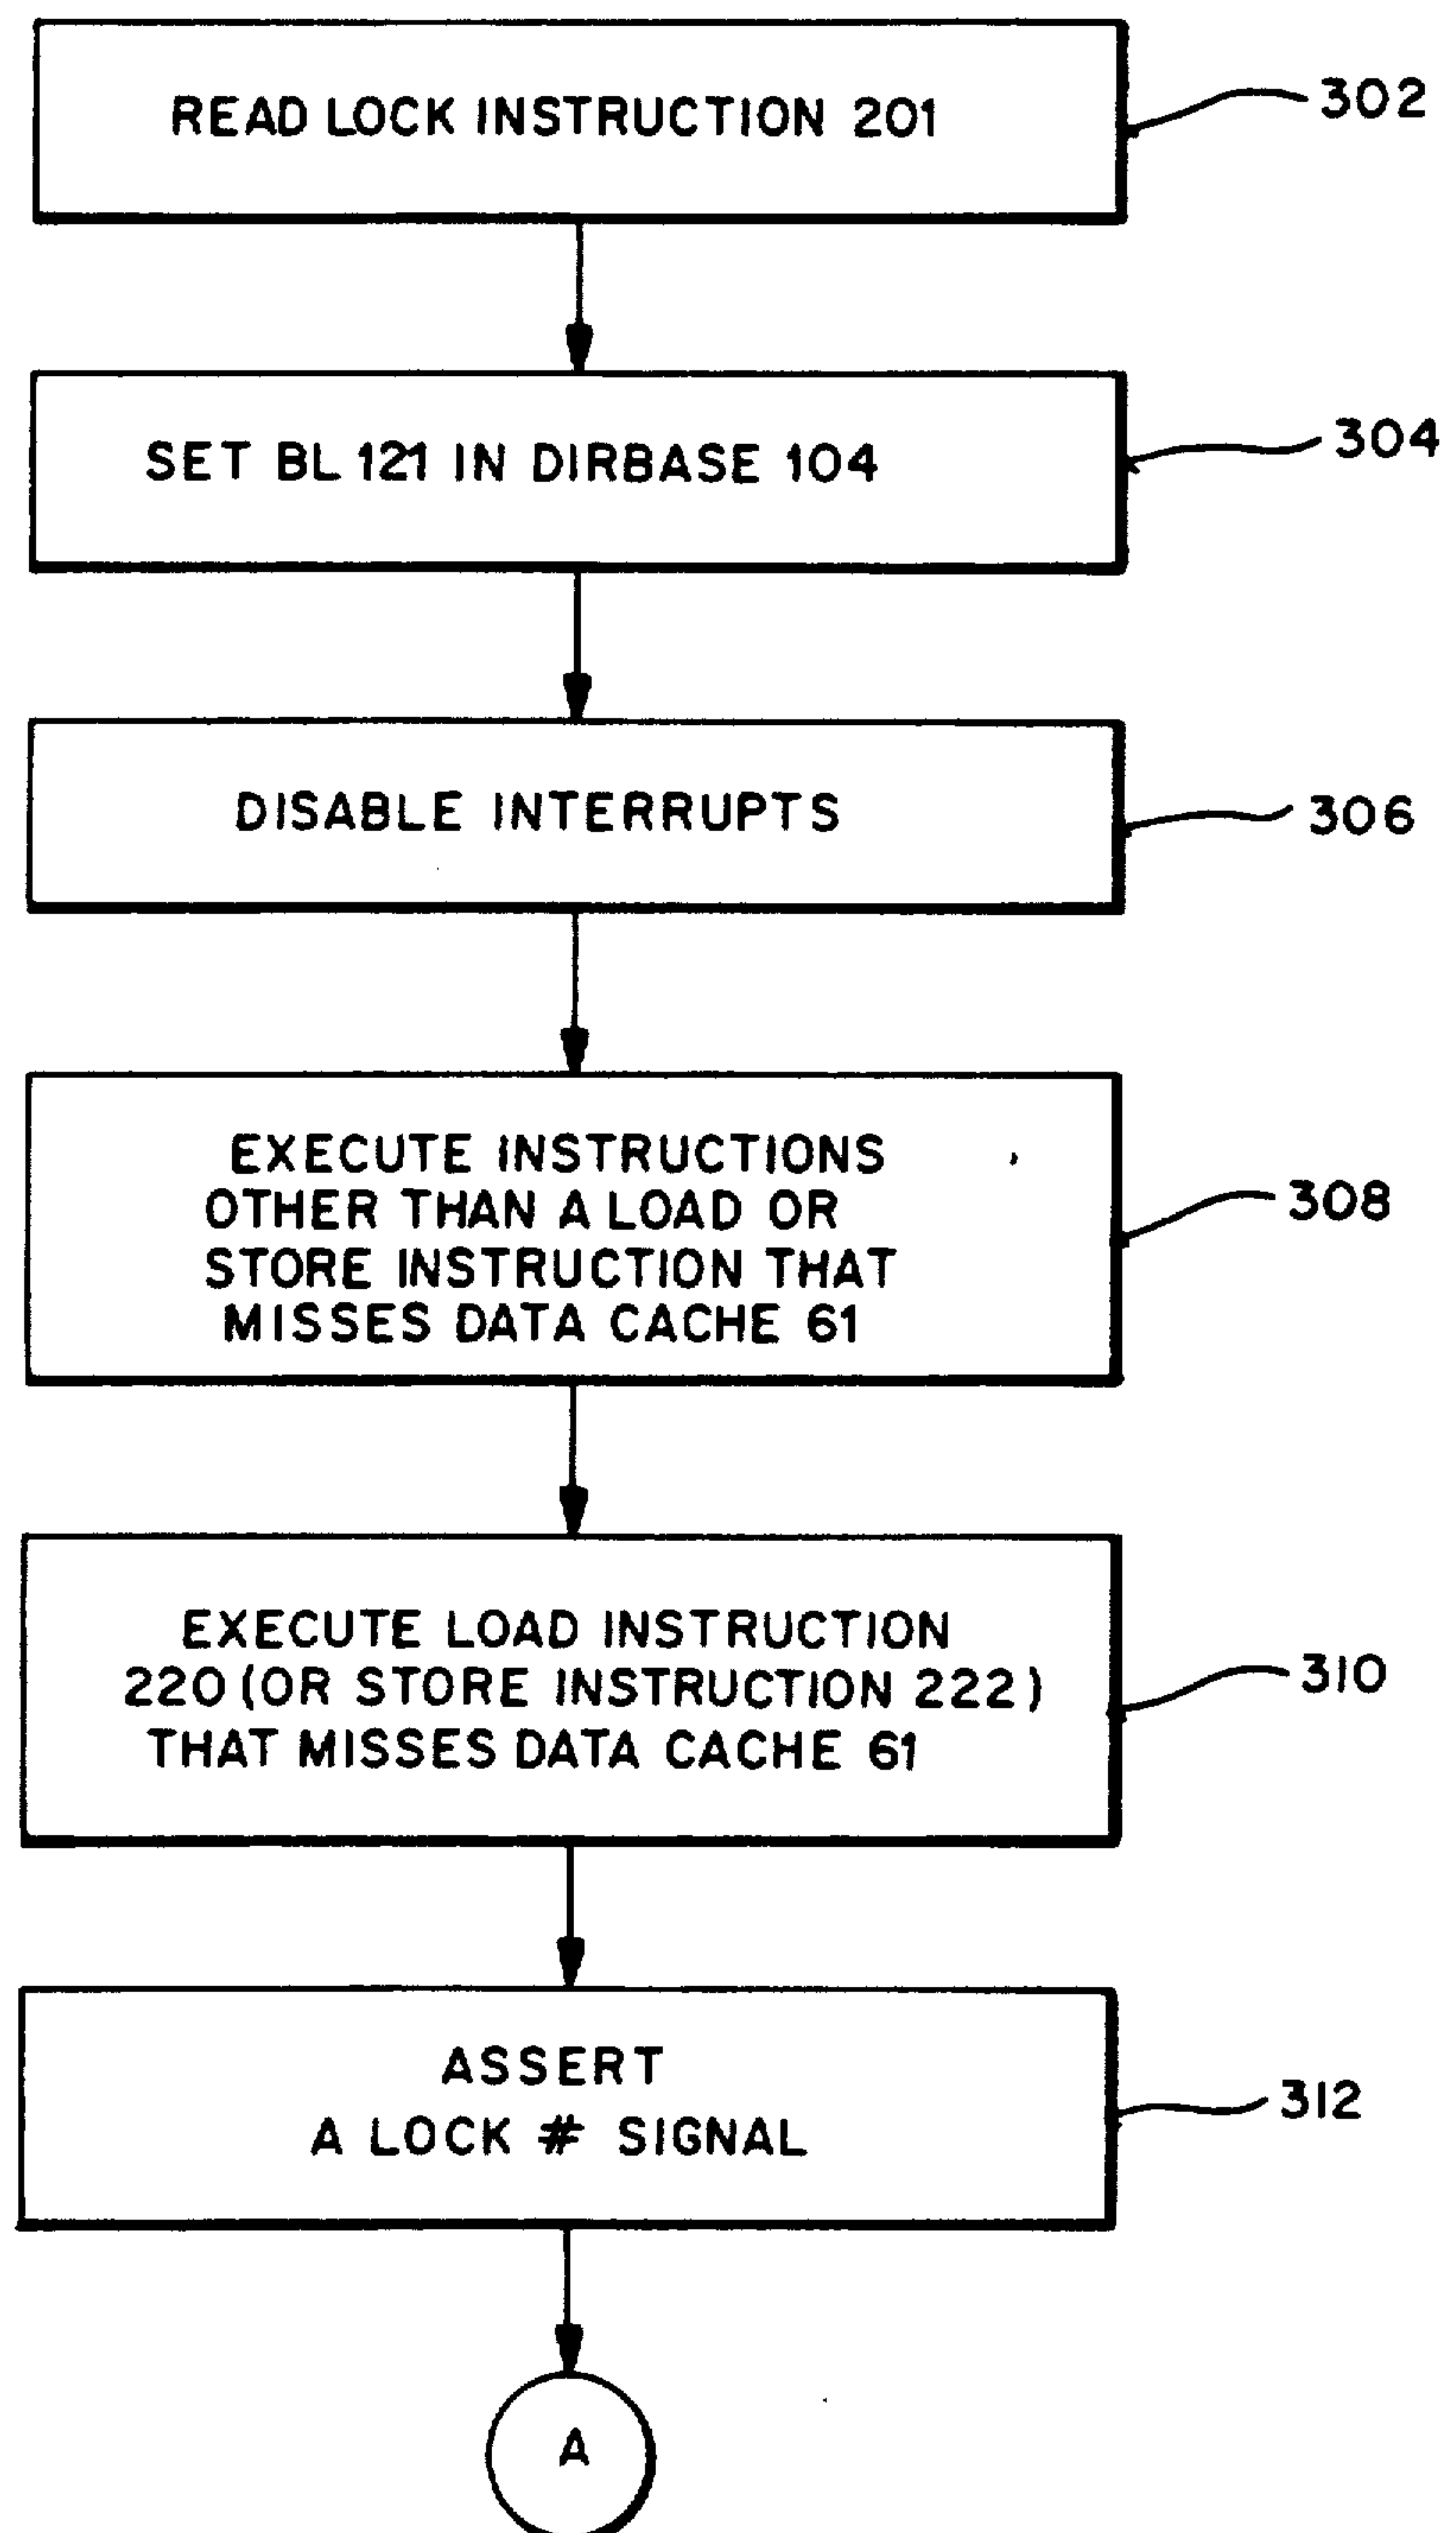 READ LOCK INSTRUCTION 201
302
SET BL 121 IN DIRBASE 104
304
DISABLE INTERRUPTS
306
EXECUTE INSTRUCTIONS
OTHER THAN A LOAD OR
STORE INSTRUCTION THAT
MISSES DATA CACHE 61
308
EXECUTE LOAD INSTRUCTION
220 (OR STORE INSTRUCTION 222)
THAT MISSES DATA CACHE 61
310
ASSERT
A LOCK # SIGNAL
312
A